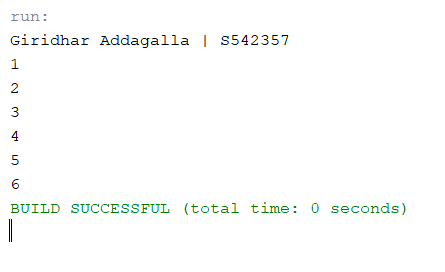 run:
Giridhar Addagalla | S542357
1
2
3
4
5
6
BUILD SUCCESSFUL (total time: 0 seconds)